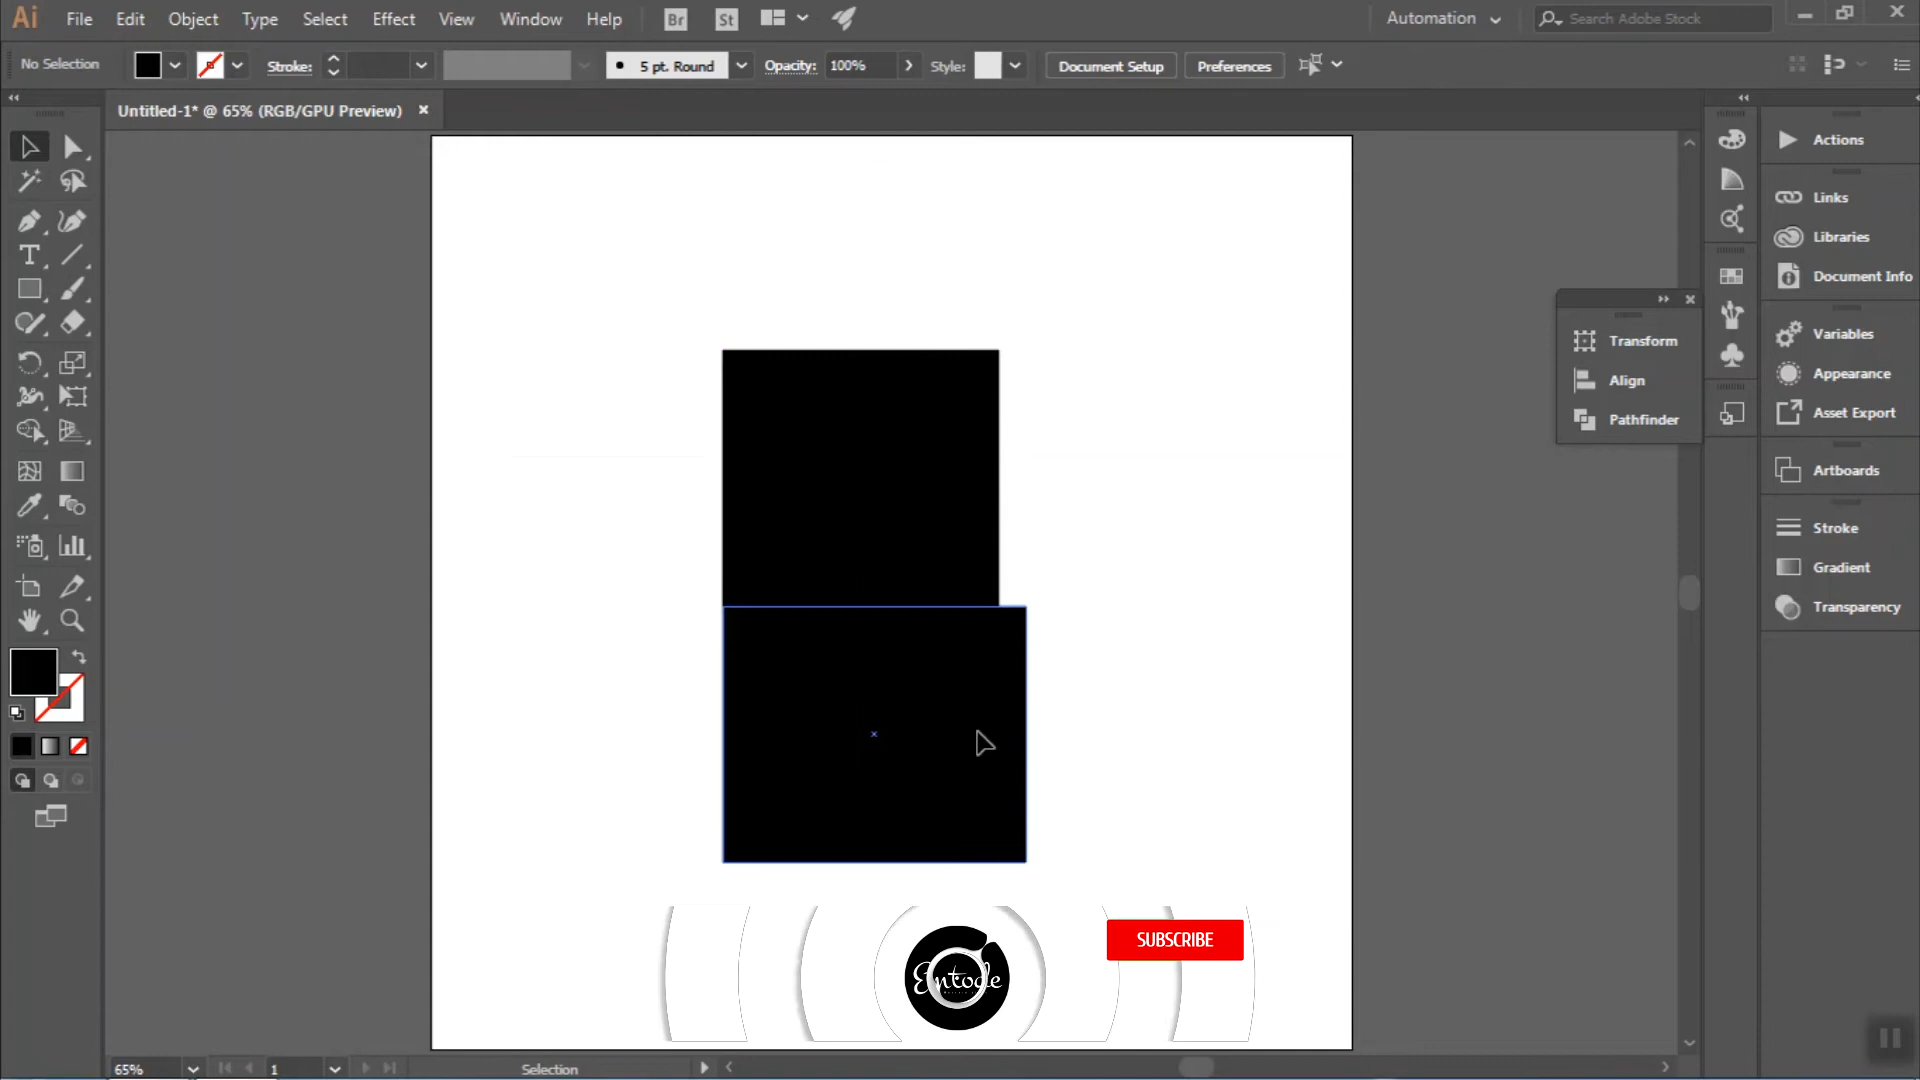 Ai File Edit Object Type Select Effect View Window Help Br St Automation Search Adobe Stock
No Selection Stroke: 5 pt. Round Opacity: 100% Style: Document Setup Preferences
Untitled-1* @ 65% (RGB/GPU Preview)
Actions
Links
Libraries
Document Info
Variables
Appearance
Asset Export
Artboards
Stroke
Gradient
Transparency
Transform
Align
Pathfinder
SUBSCRIBE
Entode
65% 1 Selection